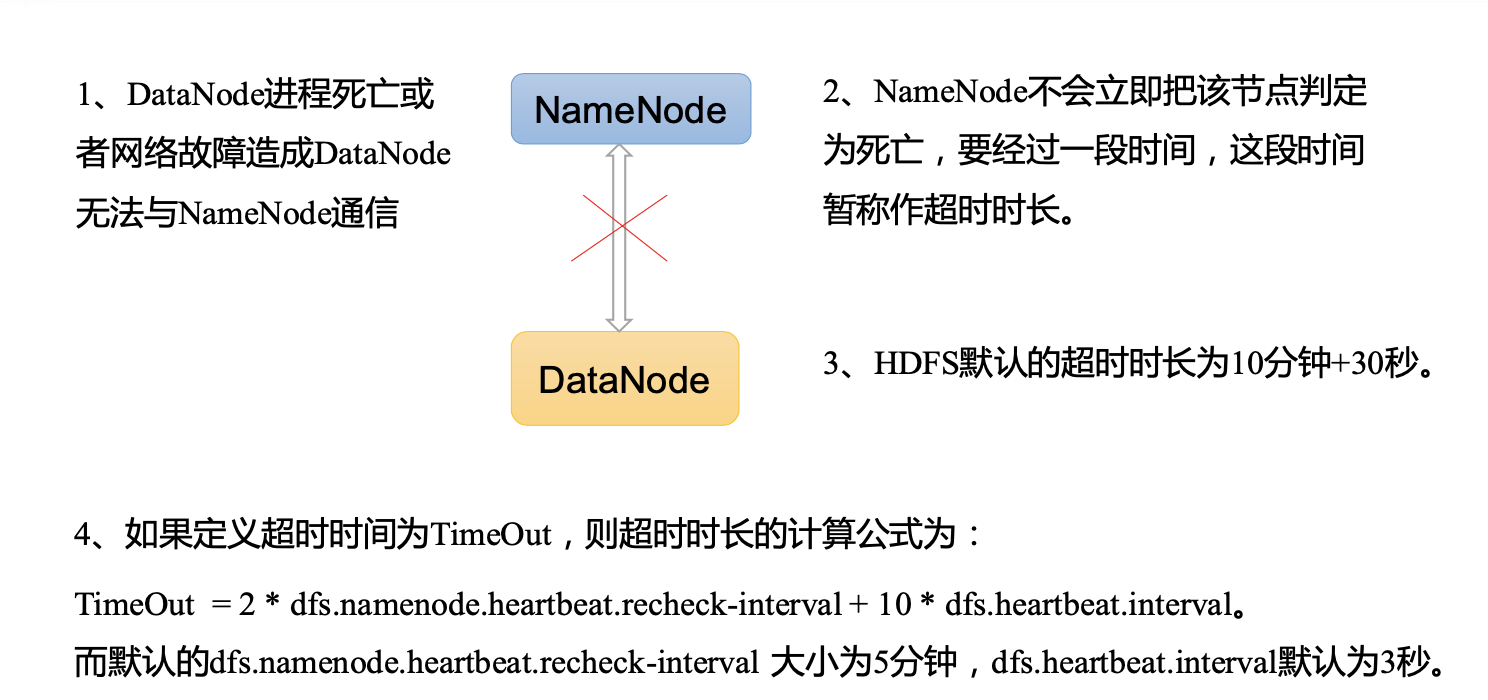 1、DataNode进程死亡或
者网络故障造成DataNode
无法与NameNode通信
NameNode
DataNode
2、NameNode不会立即把该节点判定
为死亡，要经过一段时间，这段时间
暂称作超时时长。
3、HDFS默认的超时时长为10分钟+30秒。
4、如果定义超时时间为TimeOut，则超时时长的计算公式为：
TimeOut = 2 * dfs.namenode.heartbeat.recheck-interval + 10 * dfs.heartbeat.interval。
而默认的dfs.namenode.heartbeat.recheck-interval 大小为5分钟，dfs.heartbeat.interval默认为3秒。